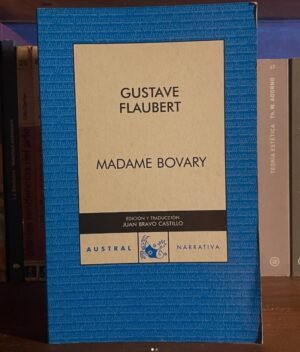 GUSTAVE
FLAUBERT
MADAME BOVARY
EDICIÓN Y TRADUCCIÓN
JUAN BRAVO CASTILLO
AUSTRAL
NARRATIVA
TEORÍA ESTÉTICA
TH. W. ADORNO